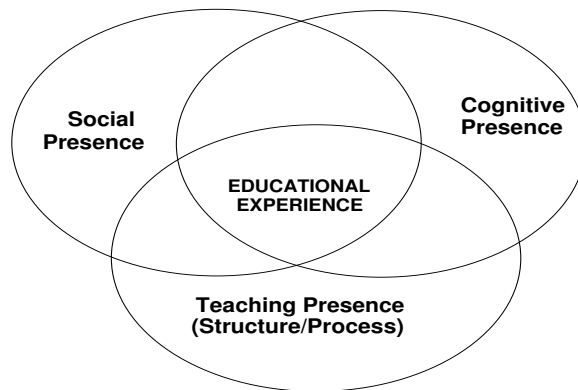 Social
Presence
Cognitive
Presence
EDUCATIONAL
EXPERIENCE
Teaching Presence
(Structure/Process)